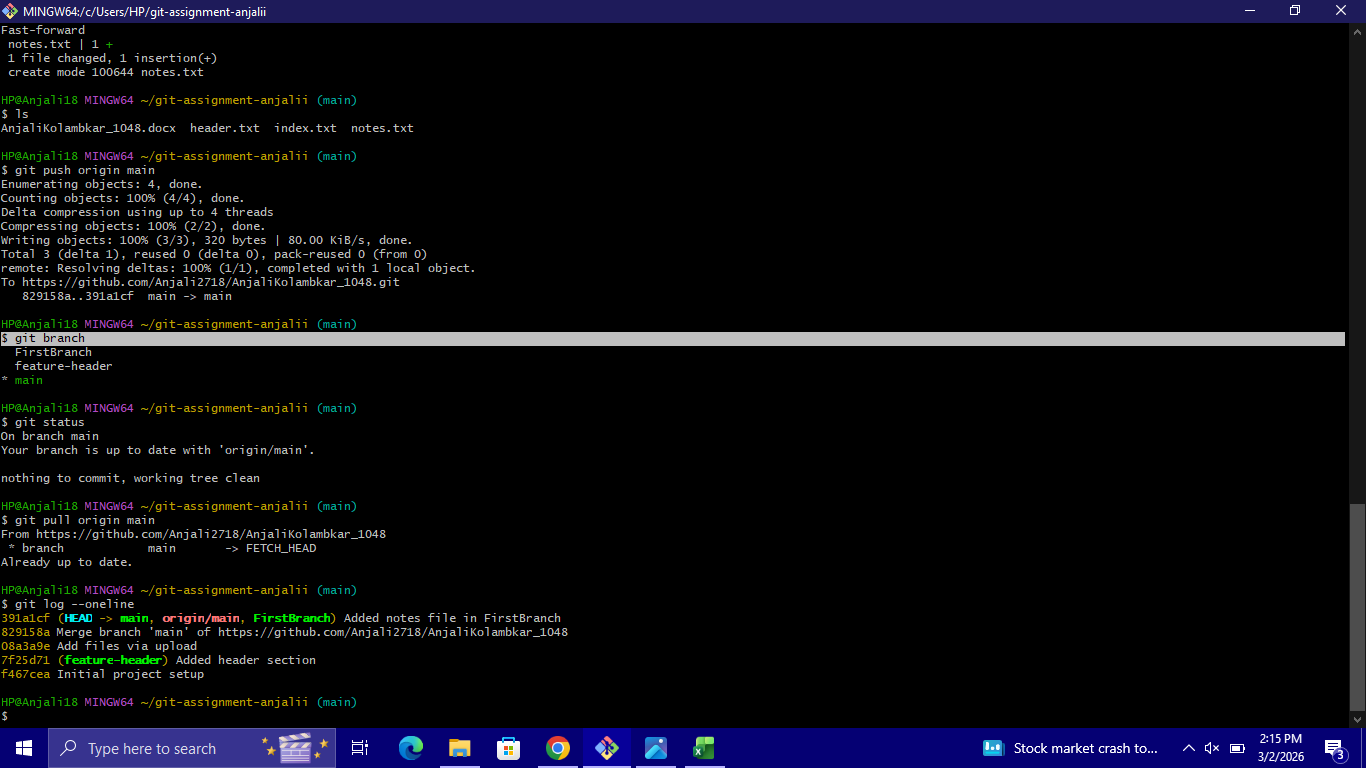 MINGW64:/c/Users/HP/git-assignment-anjalii
Fast-forward
 notes.txt | 1 +
 1 file changed, 1 insertion(+)
 create mode 100644 notes.txt
HP@Anjali18 MINGW64 ~/git-assignment-anjalii (main)
$ ls
AnjaliKolambkar_1048.docx  header.txt  index.txt  notes.txt
HP@Anjali18 MINGW64 ~/git-assignment-anjalii (main)
$ git push origin main
Enumerating objects: 4, done.
Counting objects: 100% (4/4), done.
Delta compression using up to 4 threads
Compressing objects: 100% (2/2), done.
Writing objects: 100% (3/3), 320 bytes | 80.00 KiB/s, done.
Total 3 (delta 1), reused 0 (delta 0), pack-reused 0 (from 0)
remote: Resolving deltas: 100% (1/1), completed with 1 local object.
To https://github.com/Anjali2718/AnjaliKolambkar_1048.git
   829158a..391a1cf  main -> main
HP@Anjali18 MINGW64 ~/git-assignment-anjalii (main)
$ git branch
  FirstBranch
  feature-header
* main
HP@Anjali18 MINGW64 ~/git-assignment-anjalii (main)
$ git status
On branch main
Your branch is up to date with 'origin/main'.
nothing to commit, working tree clean
HP@Anjali18 MINGW64 ~/git-assignment-anjalii (main)
$ git pull origin main
From https://github.com/Anjali2718/AnjaliKolambkar_1048
 * branch            main       -> FETCH_HEAD
Already up to date.
HP@Anjali18 MINGW64 ~/git-assignment-anjalii (main)
$ git log --oneline
391a1cf (HEAD -> main, origin/main, FirstBranch) Added notes file in FirstBranch
829158a Merge branch 'main' of https://github.com/Anjali2718/AnjaliKolambkar_1048
08a3a9e Add files via upload
7f25d71 (feature-header) Added header section
f467cea Initial project setup
HP@Anjali18 MINGW64 ~/git-assignment-anjalii (main)
$
Type here to search
Stock market crash to...
2:15 PM
3/2/2026
3